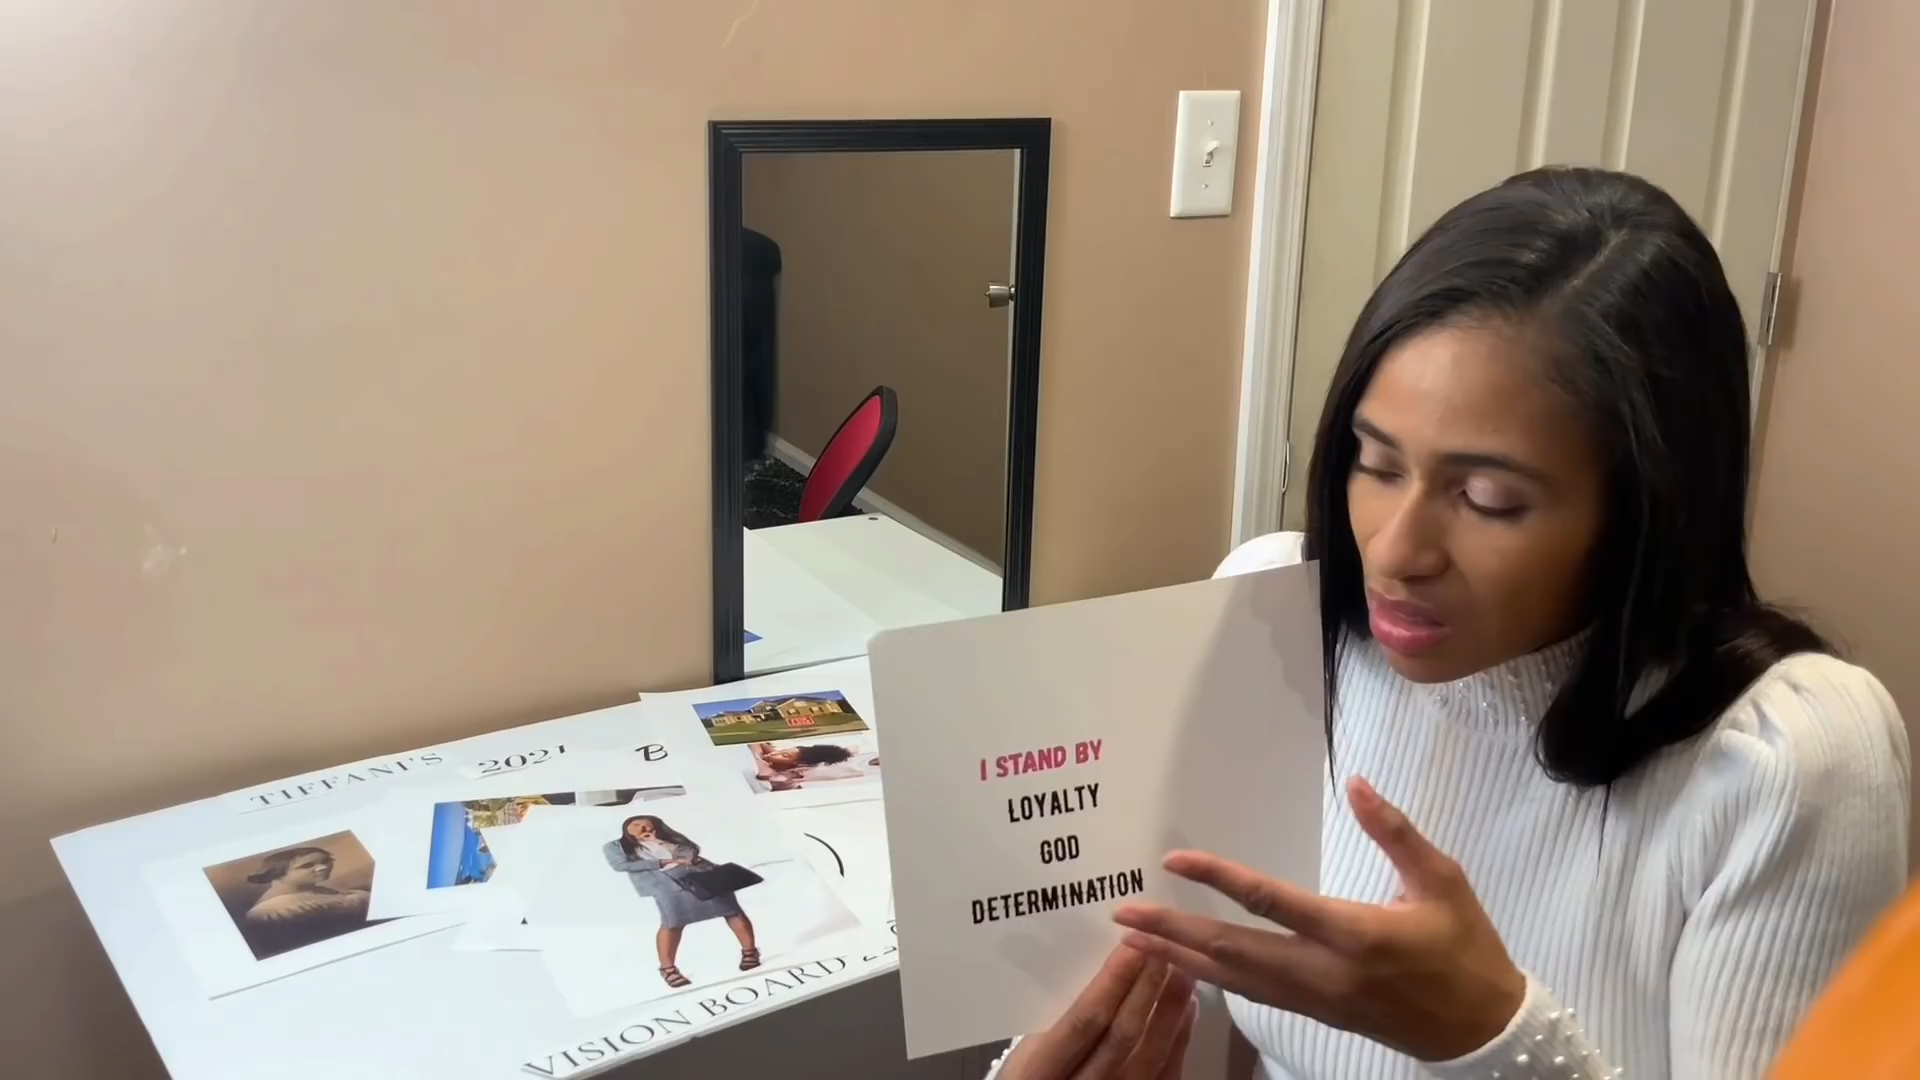 TIFFANI'S 2021 B
I STAND BY
LOYALTY
GOD
DETERMINATION
VISION BOARD